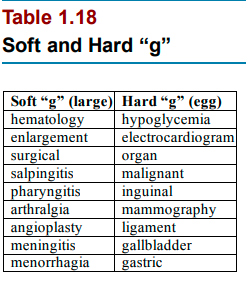 Table 1.18
Soft and Hard “g”
Soft “g” (large) Hard “g” (egg)
hematology hypoglycemia
enlargement electrocardiogram
surgical organ
salpingitis malignant
pharyngitis inguinal
arthralgia mammography
angioplasty ligament
meningitis gallbladder
menorrhagia gastric